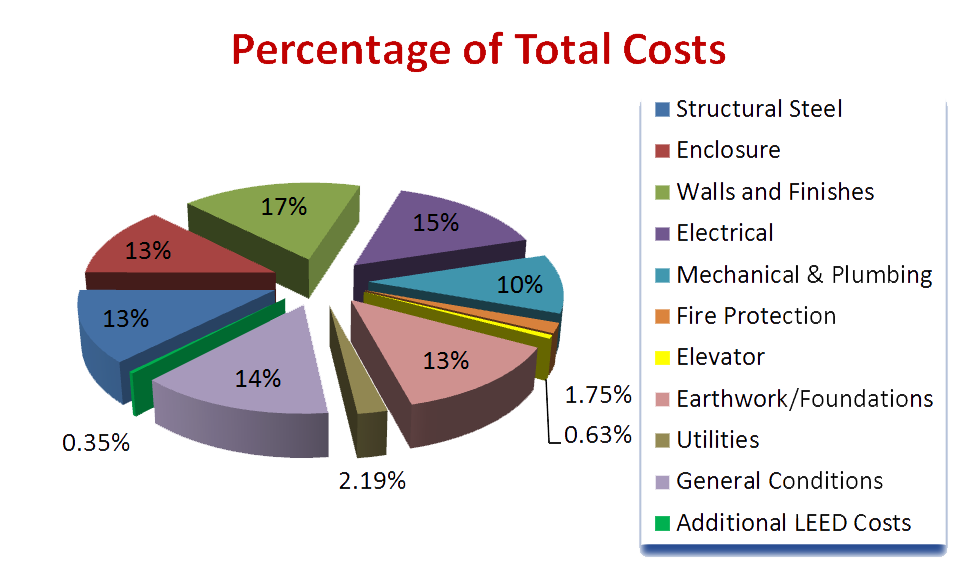 Percentage of Total Costs
17%
15%
13%
10%
13%
13%
14%
1.75%
0.63%
0.35%
2.19%
Structural Steel
Enclosure
Walls and Finishes
Electrical
Mechanical & Plumbing
Fire Protection
Elevator
Earthwork/Foundations
Utilities
General Conditions
Additional LEED Costs